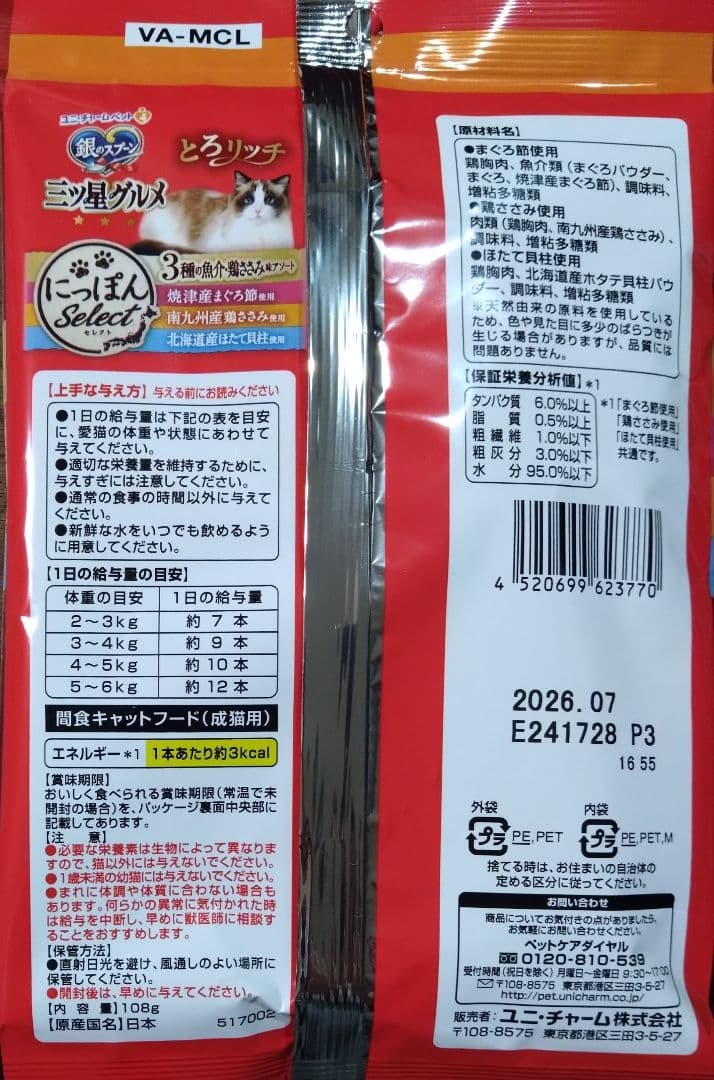 VA-MCL
ユニ・チャームペット
銀のスプーン
とろリッチ
三ツ星グルメ
にっぽん
Select
セレクト
3種の魚介・鶏ささみ味アソート
焼津産まぐろ節使用
南九州産鶏ささみ使用
北海道産ほたて貝柱使用
【上手な与え方】与える前にお読みください
●1日の給与量は下記の表を目安
に、愛猫の体重や状態にあわせて
与えてください。
●適切な栄養量を維持するために、
与えすぎには注意してください。
●通常の食事の時間以外に与えて
ください。
●新鮮な水をいつでも飲めるよう
に用意してください。
【1日の給与量の目安】
体重の目安 1日の給与量
2～3kg 約 7 本
3～4kg 約 9 本
4～5kg 約 10 本
5～6kg 約 12 本
間食キャットフード(成猫用)
エネルギー*1 1本あたり約3kcal
【賞味期限】
おいしく食べられる賞味期限(常温で未
開封の場合)を、パッケージ裏面中央部に
記載してあります。
【注 意】
●必要な栄養素は生物によって異なりま
すので、猫以外には与えないでください。
●1歳未満の幼猫には与えないでください。
●まれに体調や体質に合わない場合も
あります。何らかの異常に気付かれた時
は給与を中断し、早めに獣医師に相談す
ることをおすすめします。
【保管方法】
●直射日光を避け、風通しのよい場所に
保管してください。
●開封後は、早めに与えてください。
【内 容 量】108g
【原産国名】日本 517002
【原材料名】
●まぐろ節使用
鶏胸肉、魚介類(まぐろパウダー、
まぐろ、焼津産まぐろ節)、調味料、
増粘多糖類
●鶏ささみ使用
肉類(鶏胸肉、南九州産鶏ささみ)、
調味料、増粘多糖類
●ほたて貝柱使用
鶏胸肉、北海道産ホタテ貝柱パウ
ダー、調味料、増粘多糖類
※天然由来の原料を使用している
ため、色や見た目に多少のばらつきが
生じる場合がありますが、品質には
問題ありません。
【保証栄養分析値】*1
タンパク質 6.0%以上
脂 質 0.5%以上
粗 繊 維 1.0%以下
粗 灰 分 3.0%以下
水 分 95.0%以下
*1「まぐろ節使用」
「鶏ささみ使用」
「ほたて貝柱使用」
共通です。
4 520699 623770
2026.07
E241728 P3
16 55
外袋
プラ PE,PET
内袋
プラ PE,PET,M
捨てる時は、お住まいの自治体の
定める区分に従ってください。
お問い合わせ
商品についてお気付きの点がありましたら、
お気軽にお問い合わせください。
ペットケアダイヤル
0120-810-539
受付時間(祝日を除く)月曜日～金曜日 9:30～17:00
〒108-8575 東京都港区三田3-5-27
http://pet.unicharm.co.jp/
販売者：ユニ・チャーム株式会社
〒108-8575 東京都港区三田3-5-27